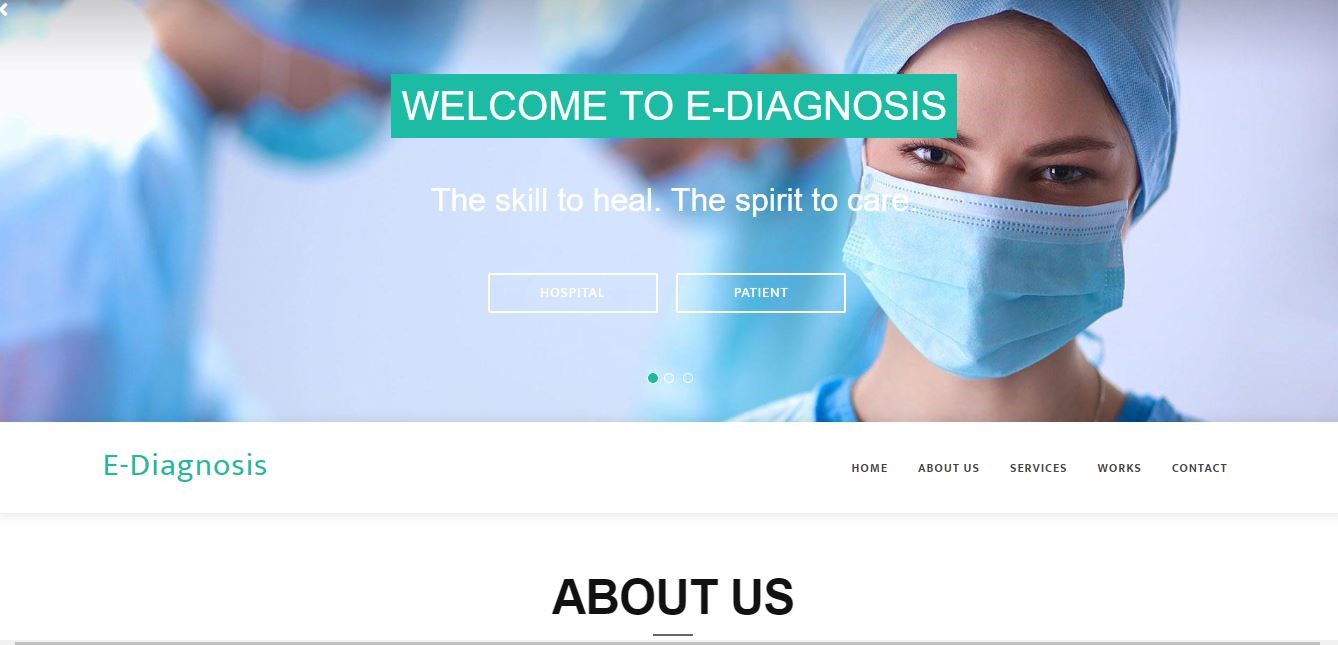 WELCOME TO E-DIAGNOSIS
The skill to heal. The spirit to care.
HOSPITAL PATIENT
E-Diagnosis HOME ABOUT US SERVICES WORKS CONTACT
ABOUT US